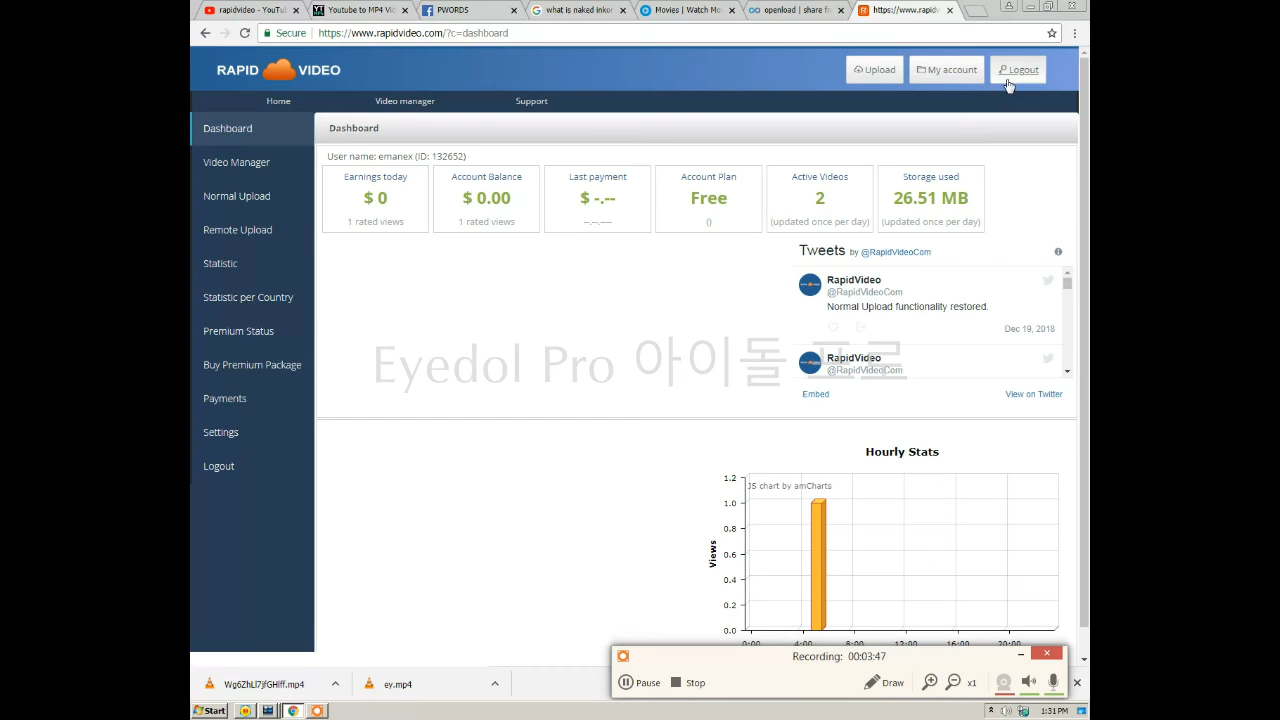 rapidvideo - YouTu
Youtube to MP4 Vi
PWORDS
what is naked inko
Movies | Watch Mo
openload | share fo
https://www.rapidv
Secure
https://www.rapidvideo.com/?c=dashboard
RAPID VIDEO
Upload
My account
Logout
Home
Video manager
Support
Dashboard
Video Manager
Normal Upload
Remote Upload
Statistic
Statistic per Country
Premium Status
Buy Premium Package
Payments
Settings
Logout
Dashboard
User name: emanex (ID: 132652)
Earnings today
$ 0
1 rated views
Account Balance
$ 0.00
1 rated views
Last payment
$ -.--
--.--.----
Account Plan
Free
()
Active Videos
2
(updated once per day)
Storage used
26.51 MB
(updated once per day)
Tweets by @RapidVideoCom
RapidVideo
@RapidVideoCom
Normal Upload functionality restored.
Dec 19, 2018
RapidVideo
@RapidVideoCom
Embed
View on Twitter
Eyedol Pro 아이돌 프로
Hourly Stats
JS chart by amCharts
Views
1.2
1.0
0.8
0.6
0.4
0.2
0.0
0:00
4:00
8:00
12:00
16:00
20:00
Recording: 00:03:47
Pause
Stop
Draw
x1
Wg6ZhLl7jfGHlff.mp4
ey.mp4
Start
1:31 PM